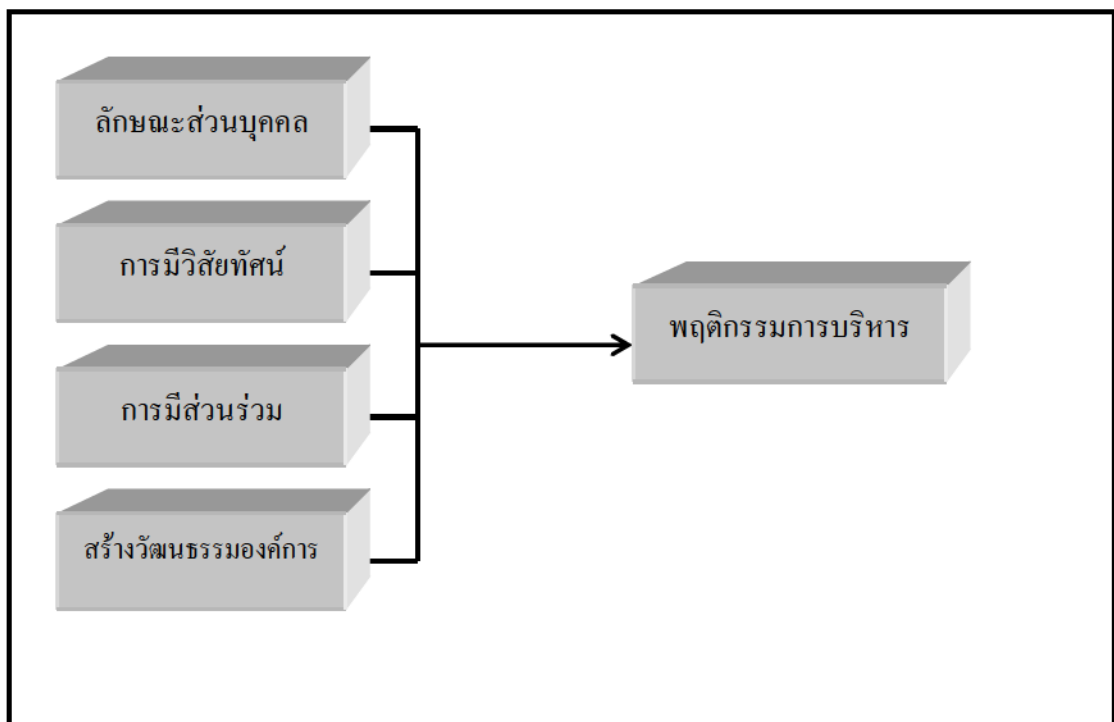 ลักษณะส่วนบุคคล
การมีวิสัยทัศน์
การมีส่วนร่วม
สร้างวัฒนธรรมองค์การ
พฤติกรรมการบริหาร